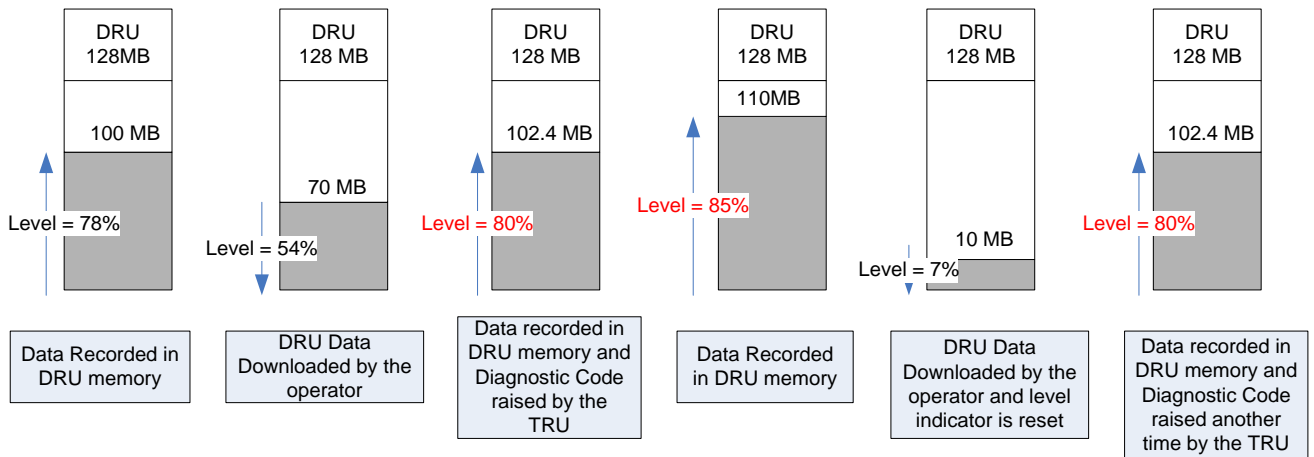 DRU
128MB
100 MB
Level = 78%
Data Recorded in
DRU memory
DRU
128 MB
70 MB
Level = 54%
DRU Data
Downloaded by the
operator
DRU
128 MB
102.4 MB
Level = 80%
Data recorded in
DRU memory and
Diagnostic Code
raised by the
TRU
DRU
128 MB
110MB
Level = 85%
Data Recorded
in DRU memory
DRU
128 MB
10 MB
Level = 7%
DRU Data
Downloaded by the
operator and level
indicator is reset
DRU
128 MB
102.4 MB
Level = 80%
Data recorded in
DRU memory and
Diagnostic Code
raised another
time by the TRU